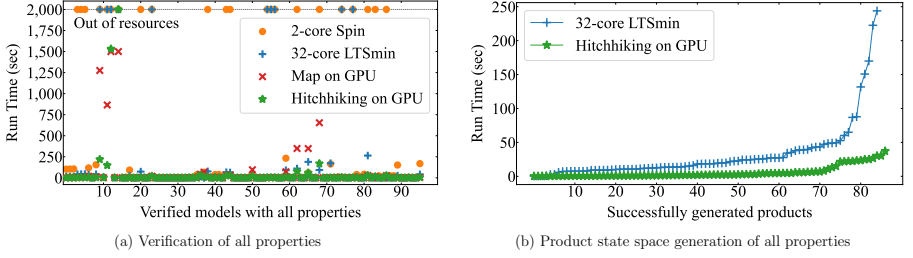 2,000
1,750
1,500
1,250
1,000
750
500
250
0
Run Time (sec)
Out of resources
2-core Spin
32-core LTSmin
Map on GPU
Hitchhiking on GPU
10 20 30 40 50 60 70 80 90
Verified models with all properties
(a) Verification of all properties
250
200
150
100
50
0
Run Time (sec)
32-core LTSmin
Hitchhiking on GPU
10 20 30 40 50 60 70 80
Successfully generated products
(b) Product state space generation of all properties